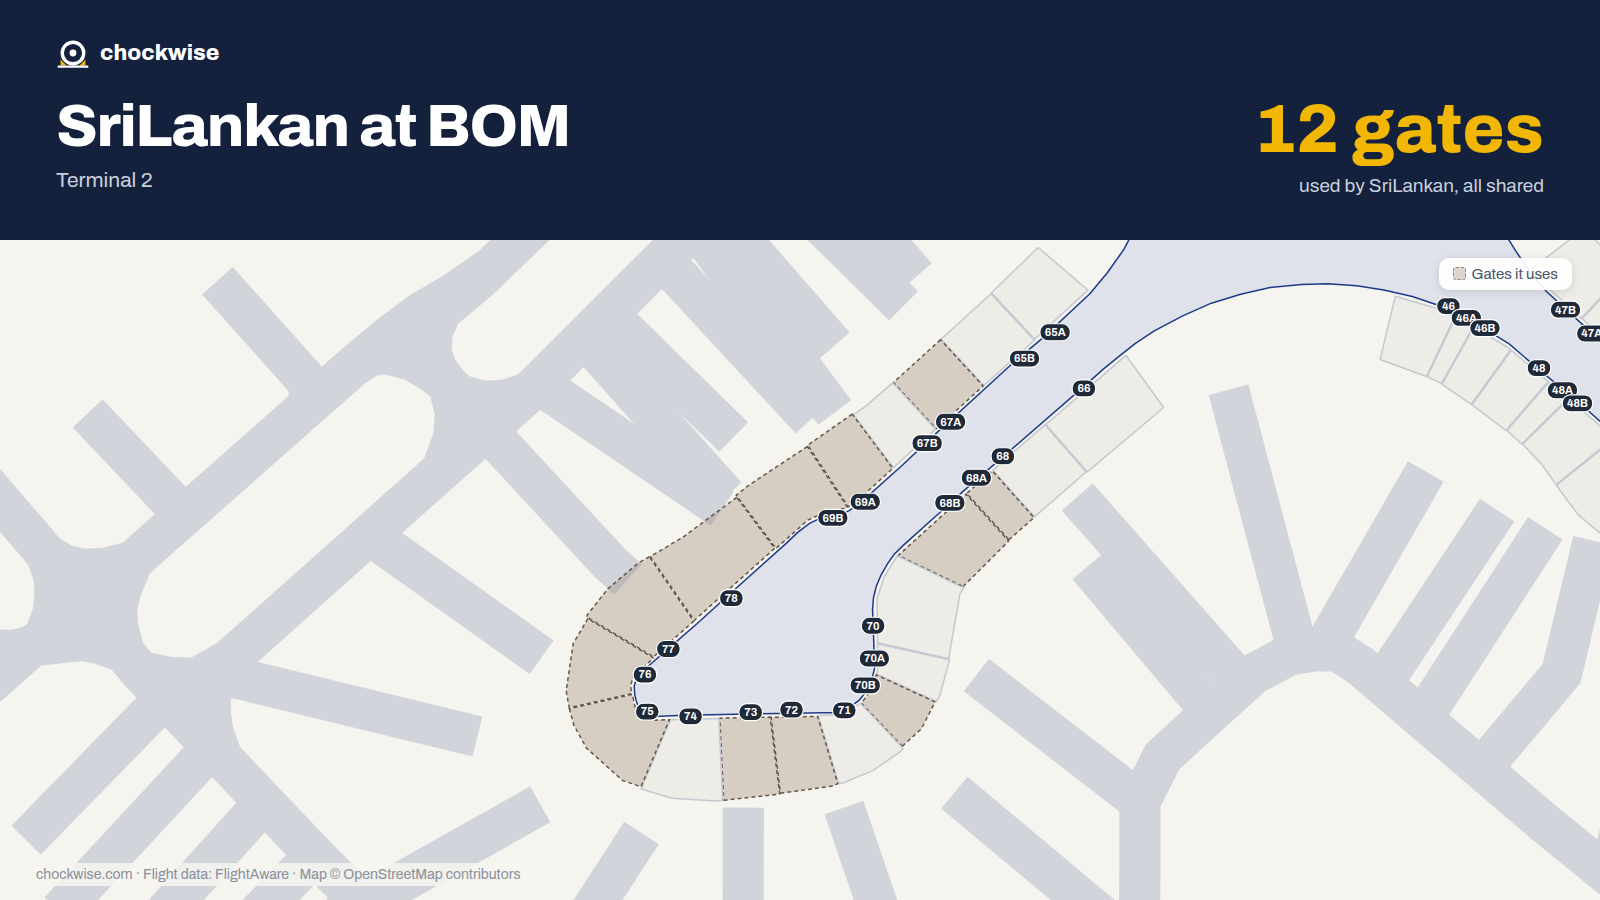 chockwise
SriLankan at BOM
Terminal 2
12 gates
used by SriLankan, all shared
Gates it uses
46
46A
46B
47B
47A
48
48A
48B
65A
65B
66
67A
67B
68
68A
68B
69A
69B
70
70A
70B
71
72
73
74
75
76
77
78
chockwise.com · Flight data: FlightAware · Map © OpenStreetMap contributors